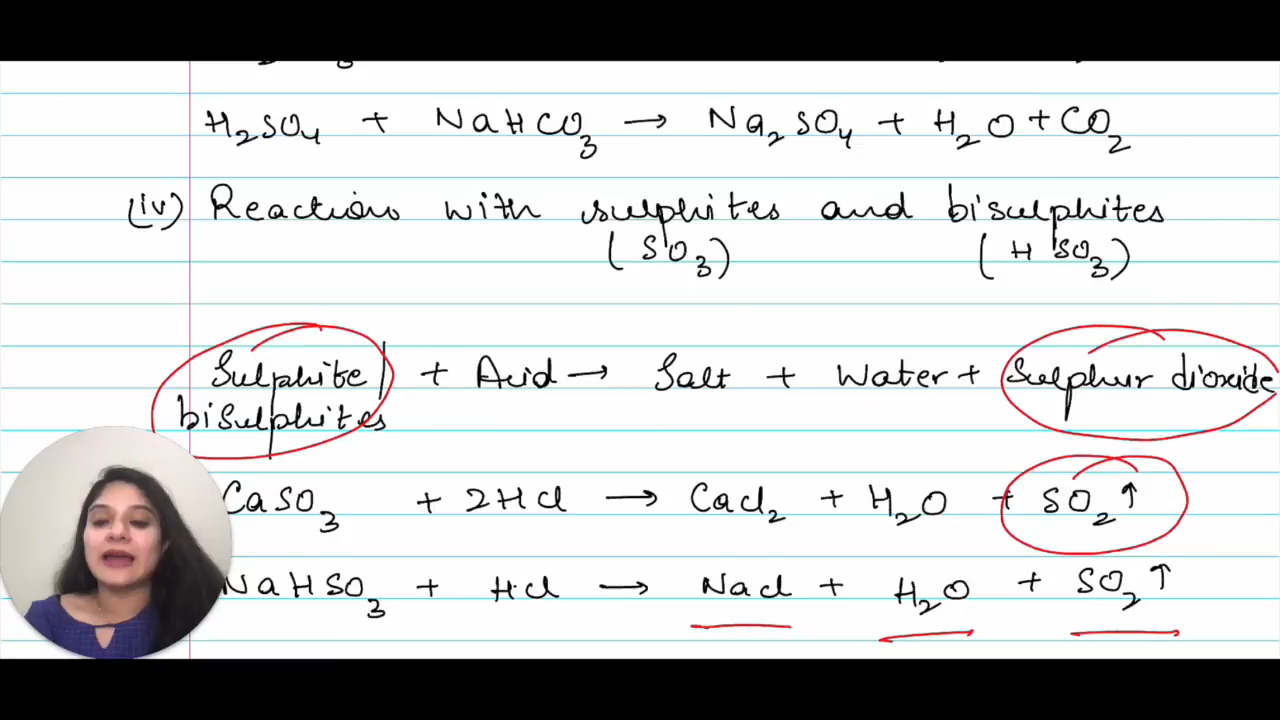 H₂SO₄ + NaHCO₃ → Na₂SO₄ + H₂O + CO₂
(iv) Reactions with sulphites and bisulphites
(SO₃) (HSO₃)
Sulphite| + Acid → Salt + Water + Sulphur dioxide
biSulphites
CaSO₃ + 2HCl → CaCl₂ + H₂O + SO₂↑
NaHSO₃ + HCl → NaCl + H₂O + SO₂↑